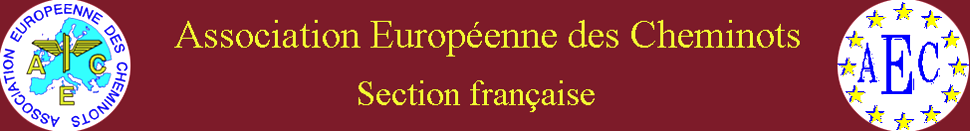 ASSOCIATION EUROPEENNE DES CHEMINOTS
A I C
E
Association Européenne des Cheminots
Section française
AEC